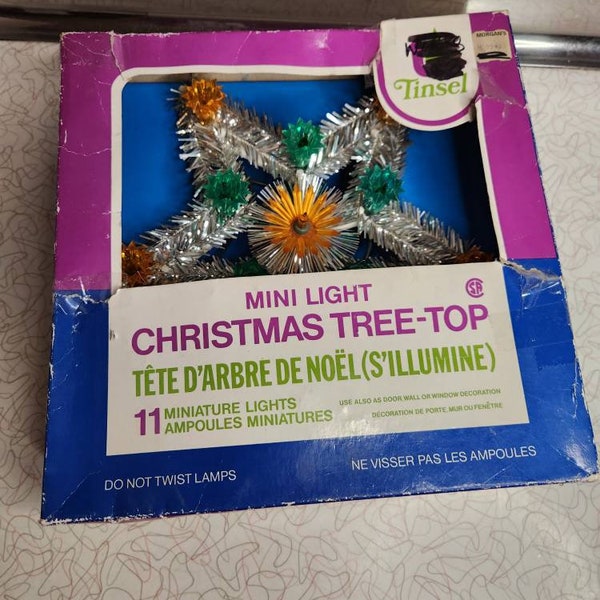 MORGAN'S
Tinsel
MINI LIGHT
CHRISTMAS TREE-TOP
TÊTE D'ARBRE DE NOËL (S'ILLUMINE)
11 MINIATURE LIGHTS
AMPOULES MINIATURES
USE ALSO AS DOOR WALL OR WINDOW DECORATION
DÉCORATION DE PORTE, MUR OU FENÊTRE
DO NOT TWIST LAMPS
NE VISSER PAS LES AMPOULES